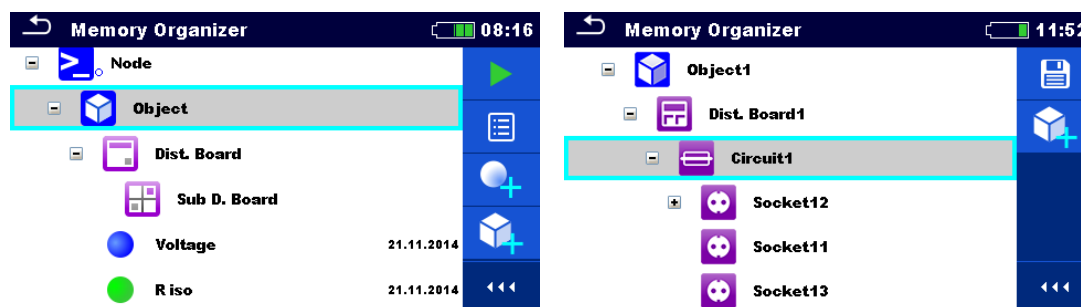 Memory Organizer 08:16
Node
Object
Dist. Board
Sub D. Board
Voltage 21.11.2014
R iso 21.11.2014
Memory Organizer 11:52
Object1
Dist. Board1
Circuit1
Socket12
Socket11
Socket13